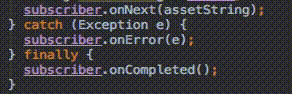 subscriber.onNext(assetString);
} catch (Exception e) {
subscriber.onError(e);
} finally {
subscriber.onCompleted();
}